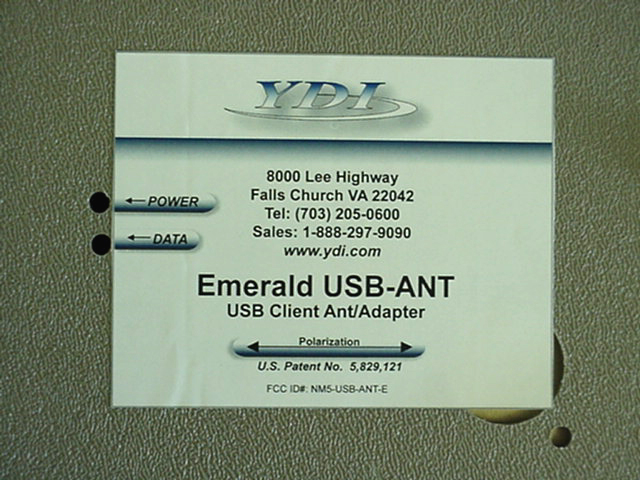 YDI
8000 Lee Highway
Falls Church VA 22042
Tel: (703) 205-0600
Sales: 1-888-297-9090
www.ydi.com
POWER
DATA
Emerald USB-ANT
USB Client Ant/Adapter
Polarization
U.S. Patent No. 5,829,121
FCC ID#: NM5-USB-ANT-E